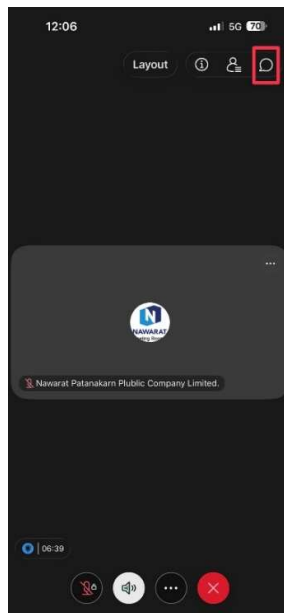 12:06
5G 70
Layout
NAWARAT
Nawarat Patanakarn Plublic Company Limited.
06:39